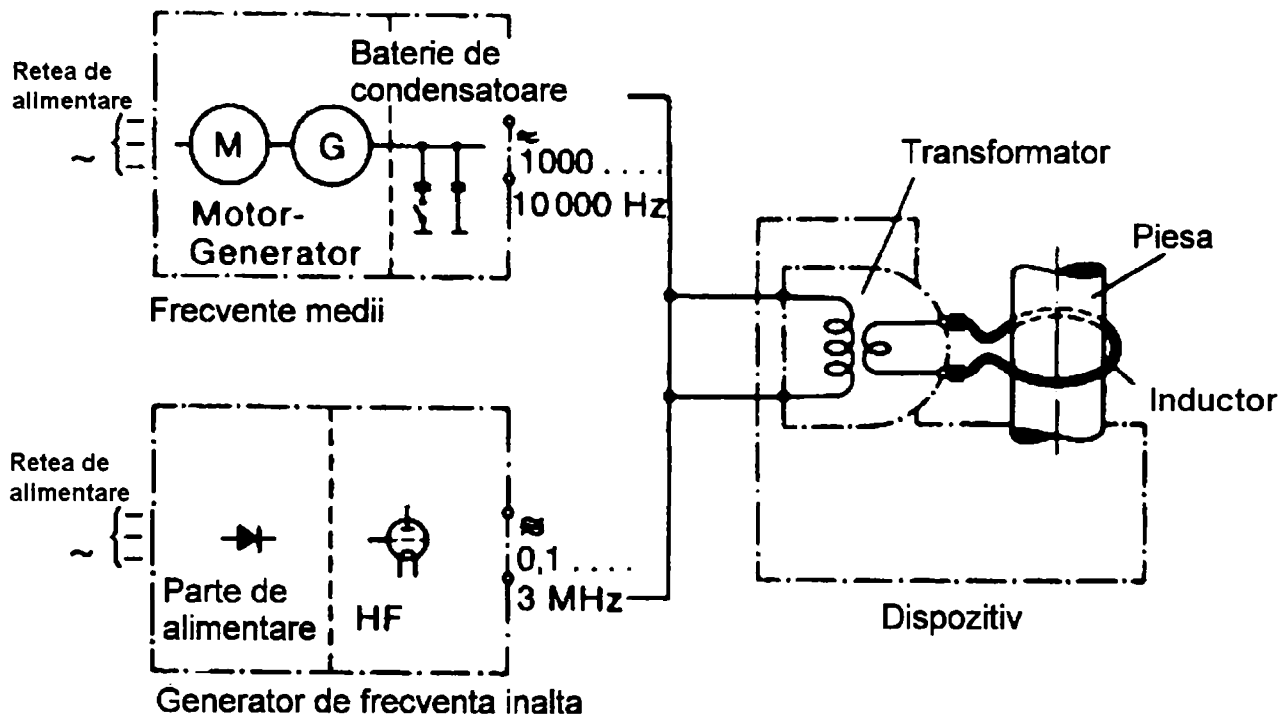 Retea de
alimentare
~
M
G
Motor-
Generator
Baterie de
condensatoare
≈
1000 . . . .
10 000 Hz
Frecvente medii
Transformator
Piesa
Inductor
Dispozitiv
Retea de
alimentare
~
Parte de
alimentare
HF
≋
0,1 . . . .
3 MHz
Generator de frecventa inalta